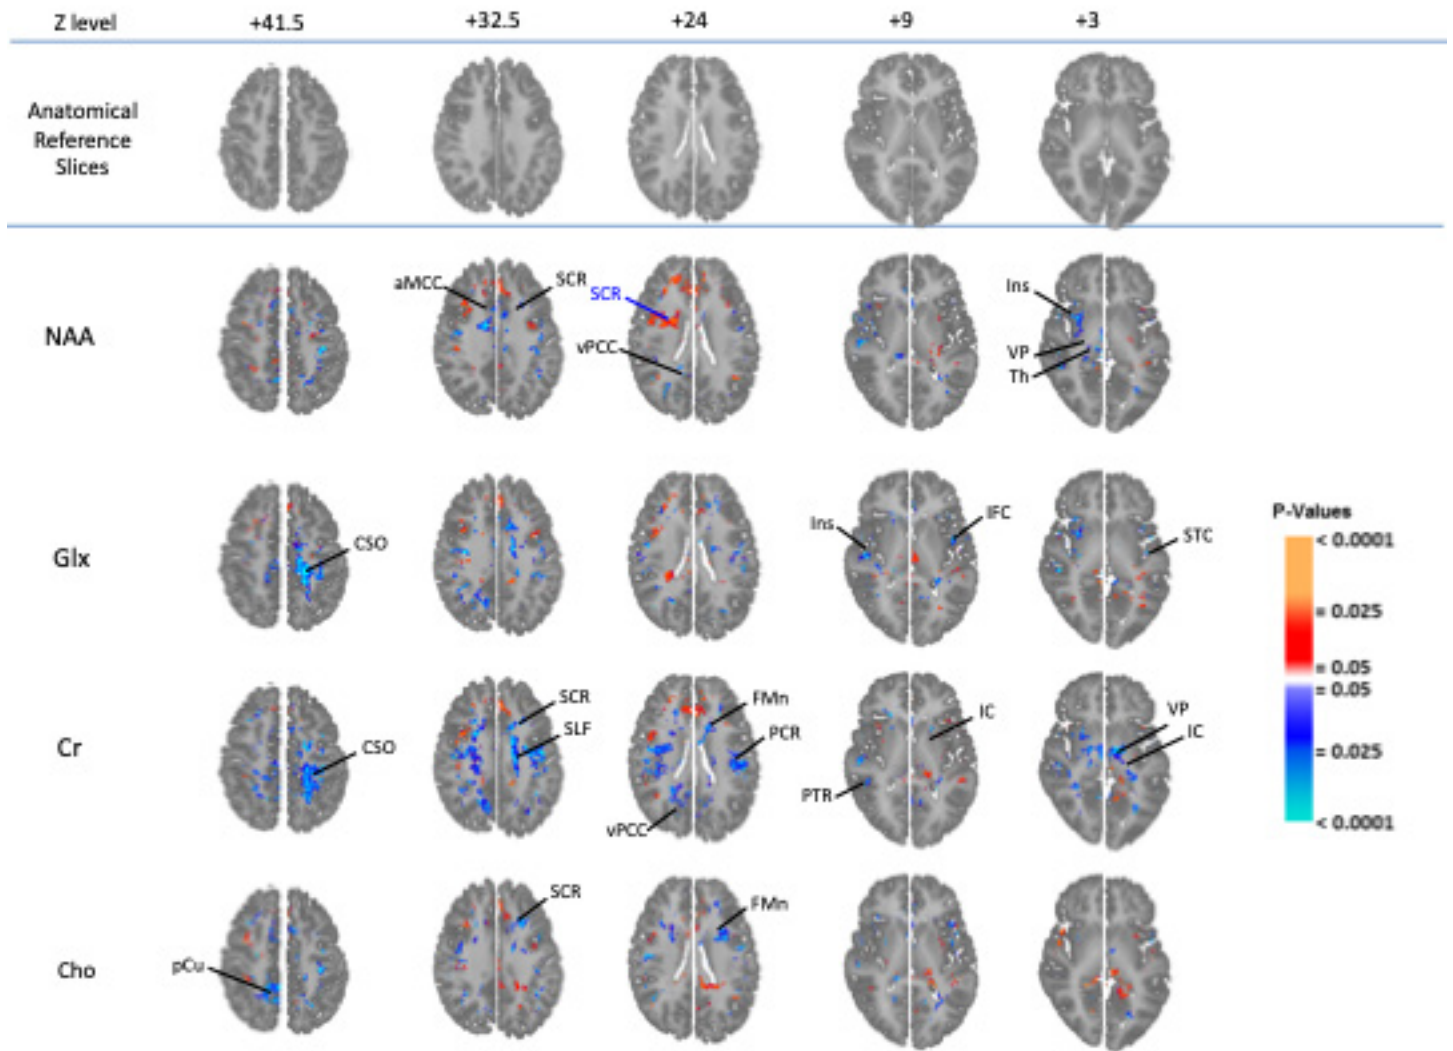 Z level +41.5 +32.5 +24 +9 +3
Anatomical
Reference
Slices
NAA
aMCC
SCR
SCR
vPCC
Ins
VP
Th
Glx
CSO
Ins
IFC
STC
Cr
CSO
SCR
SLF
FMn
PCR
vPCC
IC
PTR
VP
IC
Cho
pCu
SCR
FMn
P-Values
< 0.0001
= 0.025
= 0.05
= 0.05
= 0.025
< 0.0001